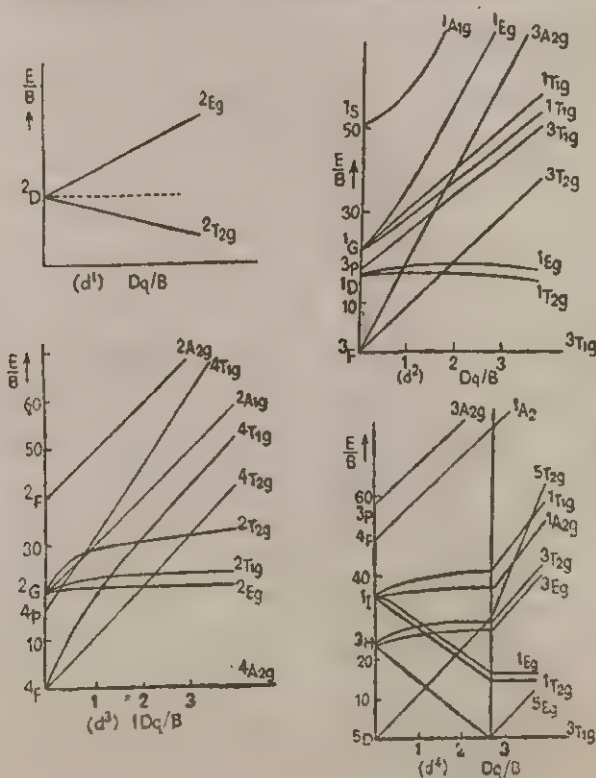 E/B
2Eg
2D
2T2g
(d1) Dq/B
1A1g
1Eg
3A2g
1S
50
E/B
1T1g
1T1g
3T1g
30
3T2g
1G
3P
1D
10
1Eg
1T2g
3F
3T1g
1 2 3
(d2) Dq/B
E/B
2A2g
4T1g
60
2A1g
50
4T1g
2F
4T2g
30
2T2g
2G
2T1g
4P
2Eg
10
4F
4A2g
1 2 3
(d3) 1Dq/B
3A2g
1A2
E/B
60
3P
4F
5T2g
1T1g
1A2g
40
1I
3T2g
3Eg
3H
20
1Eg
10
1T2g
5Eg
5D
3T1g
1 2 3
(d4) Dq/B